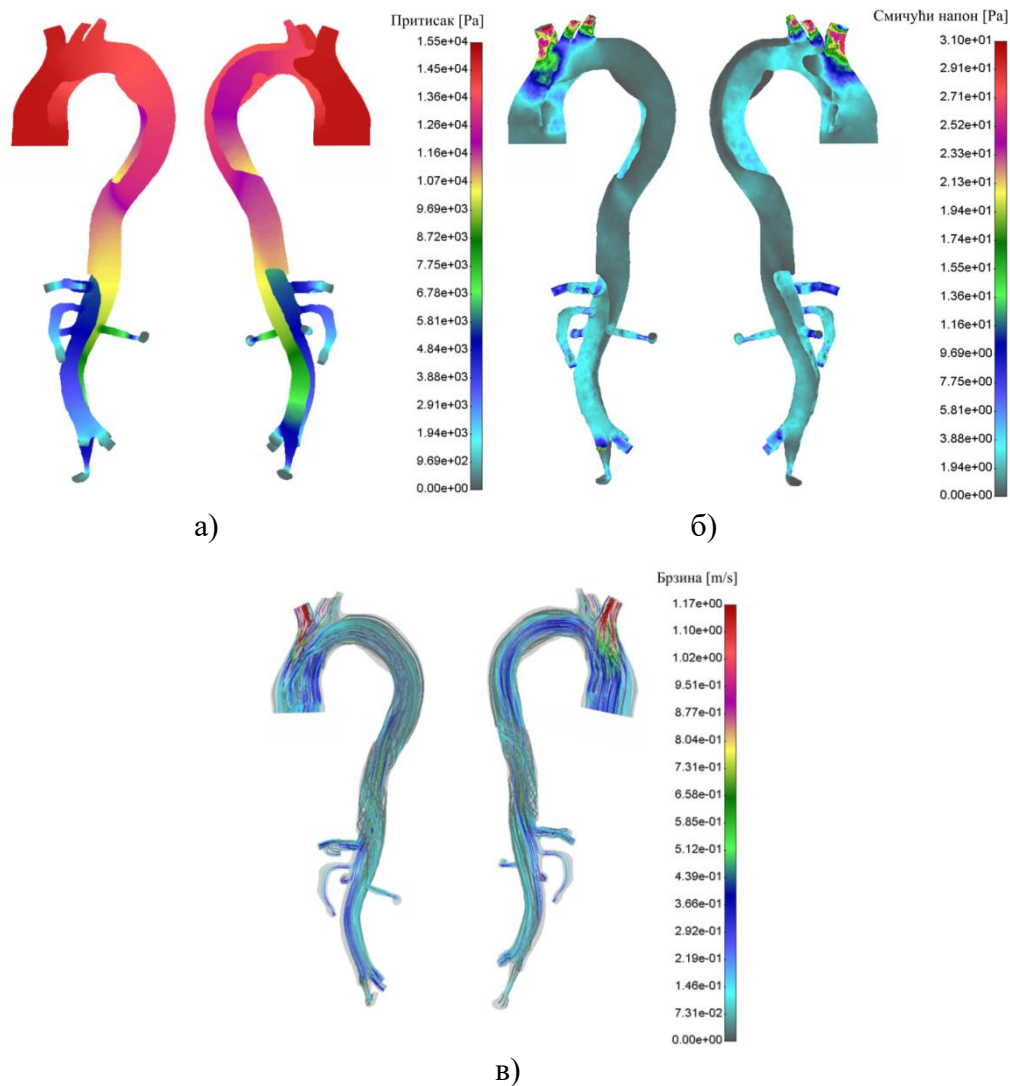 Притисак [Pa]
1.55e+04
1.45e+04
1.36e+04
1.26e+04
1.16e+04
1.07e+04
9.69e+03
8.72e+03
7.75e+03
6.78e+03
5.81e+03
4.84e+03
3.88e+03
2.91e+03
1.94e+03
9.69e+02
0.00e+00
а)
Смичући напон [Pa]
3.10e+01
2.91e+01
2.71e+01
2.52e+01
2.33e+01
2.13e+01
1.94e+01
1.74e+01
1.55e+01
1.36e+01
1.16e+01
9.69e+00
7.75e+00
5.81e+00
3.88e+00
1.94e+00
0.00e+00
б)
Брзина [m/s]
1.17e+00
1.10e+00
1.02e+00
9.51e-01
8.77e-01
8.04e-01
7.31e-01
6.58e-01
5.85e-01
5.12e-01
4.39e-01
3.66e-01
2.92e-01
2.19e-01
1.46e-01
7.31e-02
0.00e+00
в)